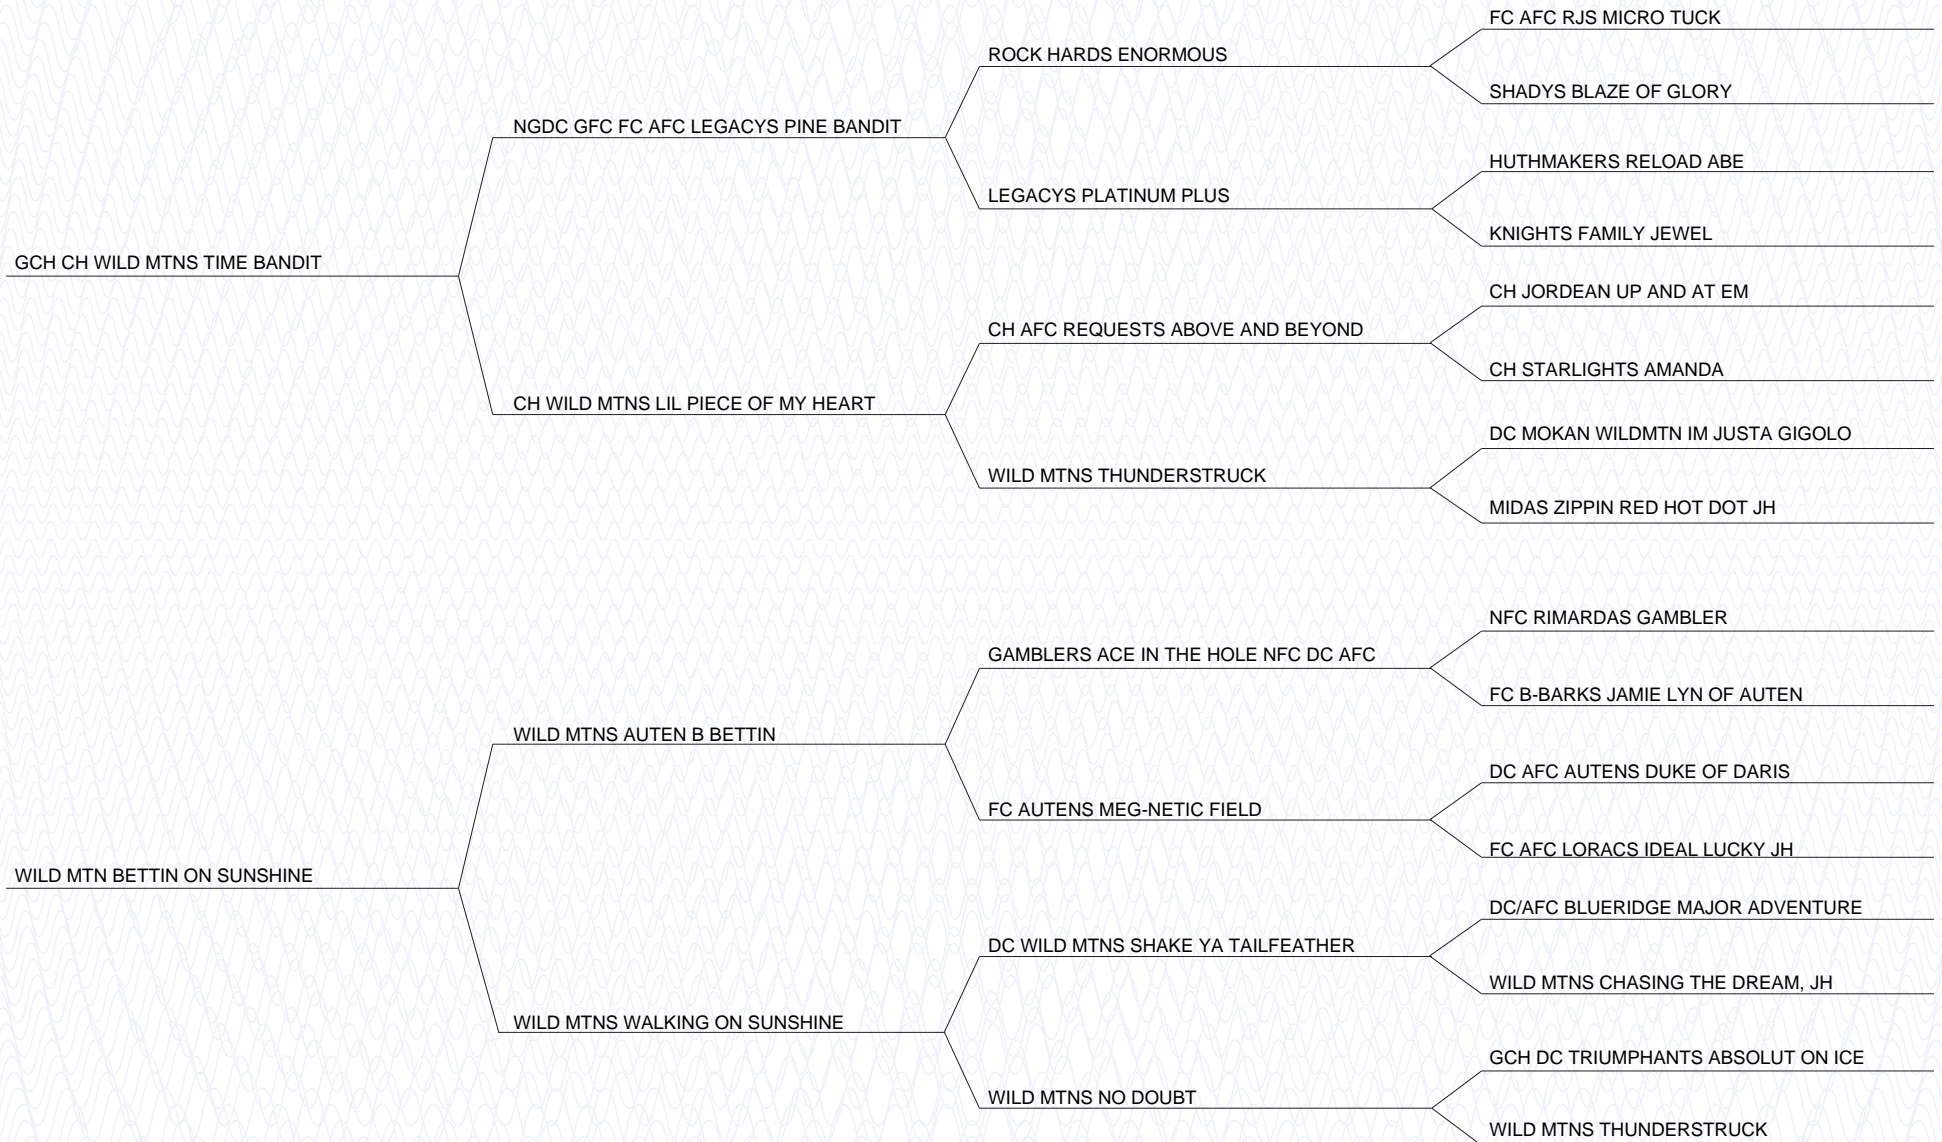 FC AFC RJS MICRO TUCK
ROCK HARDS ENORMOUS
SHADYS BLAZE OF GLORY
NGDC GFC FC AFC LEGACYS PINE BANDIT
HUTHMAKERS RELOAD ABE
LEGACYS PLATINUM PLUS
KNIGHTS FAMILY JEWEL
GCH CH WILD MTNS TIME BANDIT
CH JORDEAN UP AND AT EM
CH AFC REQUESTS ABOVE AND BEYOND
CH STARLIGHTS AMANDA
CH WILD MTNS LIL PIECE OF MY HEART
DC MOKAN WILDMTN IM JUSTA GIGOLO
WILD MTNS THUNDERSTRUCK
MIDAS ZIPPIN RED HOT DOT JH
NFC RIMARDAS GAMBLER
GAMBLERS ACE IN THE HOLE NFC DC AFC
FC B-BARKS JAMIE LYN OF AUTEN
WILD MTNS AUTEN B BETTIN
DC AFC AUTENS DUKE OF DARIS
FC AUTENS MEG-NETIC FIELD
FC AFC LORACS IDEAL LUCKY JH
WILD MTN BETTIN ON SUNSHINE
DC/AFC BLUERIDGE MAJOR ADVENTURE
DC WILD MTNS SHAKE YA TAILFEATHER
WILD MTNS CHASING THE DREAM, JH
WILD MTNS WALKING ON SUNSHINE
GCH DC TRIUMPHANTS ABSOLUT ON ICE
WILD MTNS NO DOUBT
WILD MTNS THUNDERSTRUCK